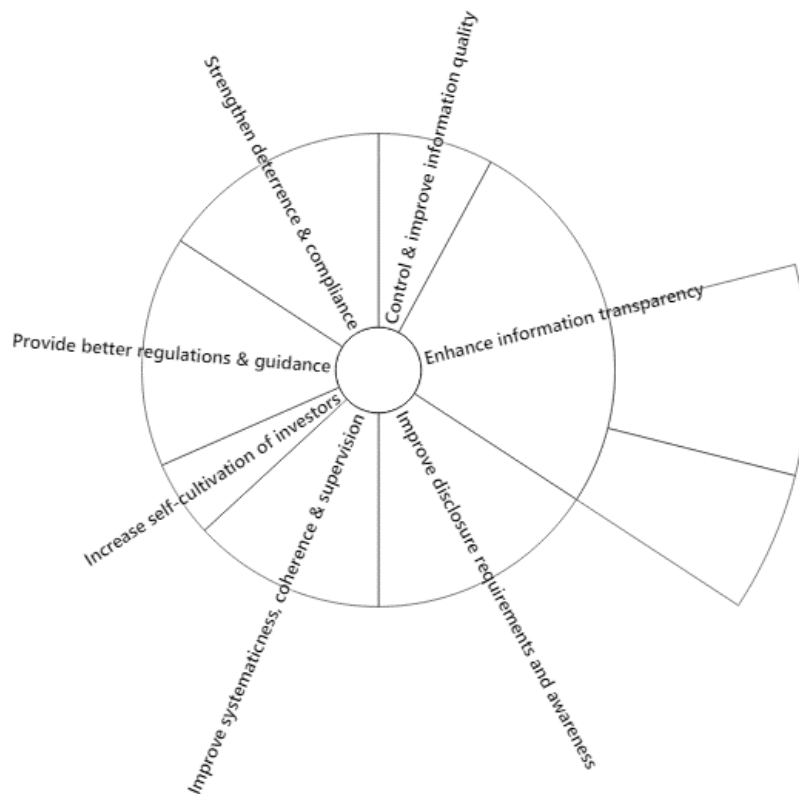 Strengthen deterrence & compliance
Control & improve information quality
Enhance information transparency
Improve disclosure requirements and awareness
Improve systematicness, coherence & supervision
Increase self-cultivation of investors
Provide better regulations & guidance